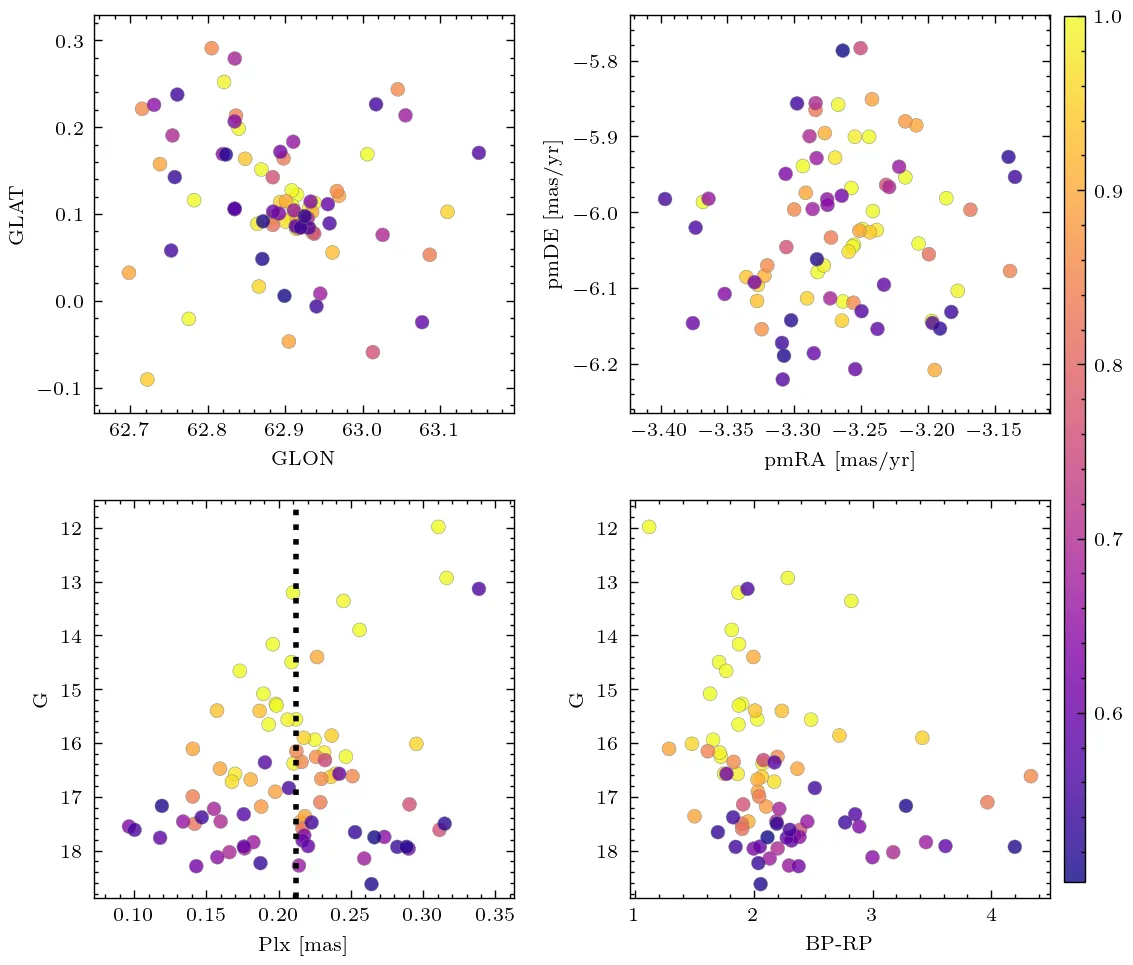 0.3
0.2
0.1
0.0
−0.1
GLAT
62.7 62.8 62.9 63.0 63.1
GLON
−5.8
−5.9
−6.0
−6.1
−6.2
pmDE [mas/yr]
−3.40 −3.35 −3.30 −3.25 −3.20 −3.15
pmRA [mas/yr]
1.0
0.9
0.8
0.7
0.6
12
13
14
15
16
17
18
G
0.10 0.15 0.20 0.25 0.30 0.35
Plx [mas]
12
13
14
15
16
17
18
G
1 2 3 4
BP-RP